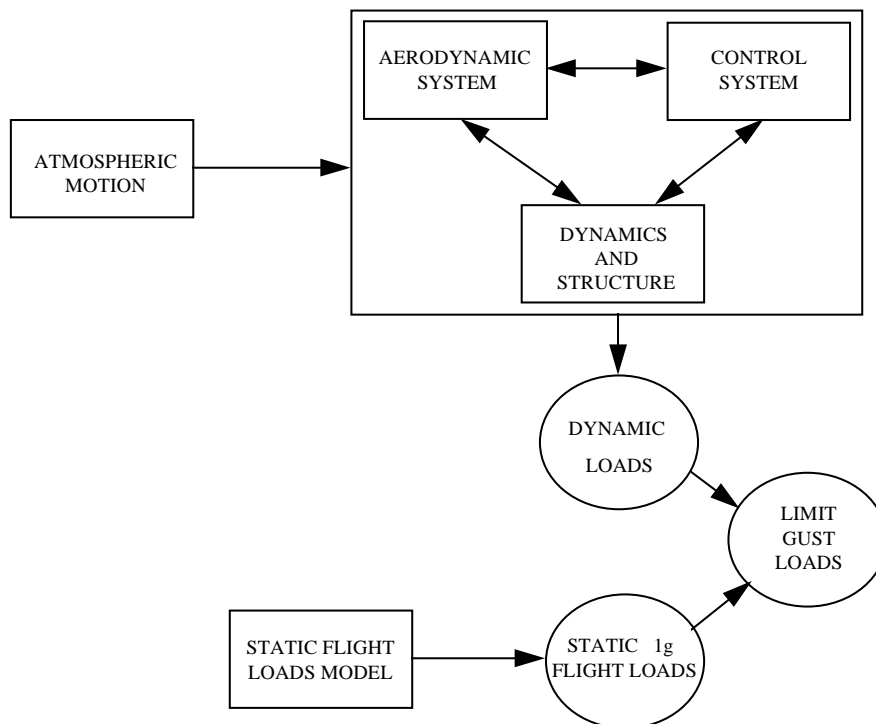 AERODYNAMIC
SYSTEM
CONTROL
SYSTEM
ATMOSPHERIC
MOTION
DYNAMICS
AND
STRUCTURE
DYNAMIC
LOADS
LIMIT
GUST
LOADS
STATIC FLIGHT
LOADS MODEL
STATIC 1g
FLIGHT LOADS